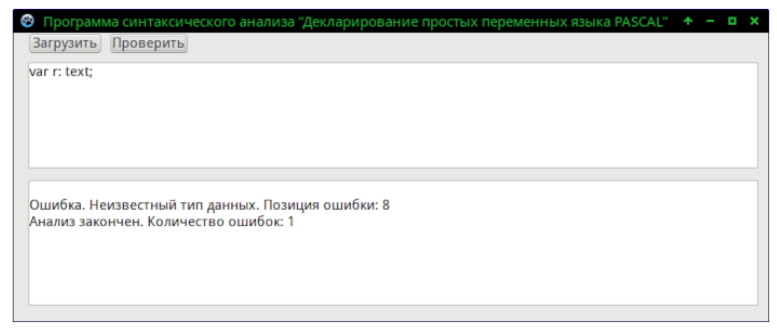 Программа синтаксического анализа "Декларирование простых переменных языка PASCAL"
Загрузить Проверить
var r: text;
Ошибка. Неизвестный тип данных. Позиция ошибки: 8
Анализ закончен. Количество ошибок: 1